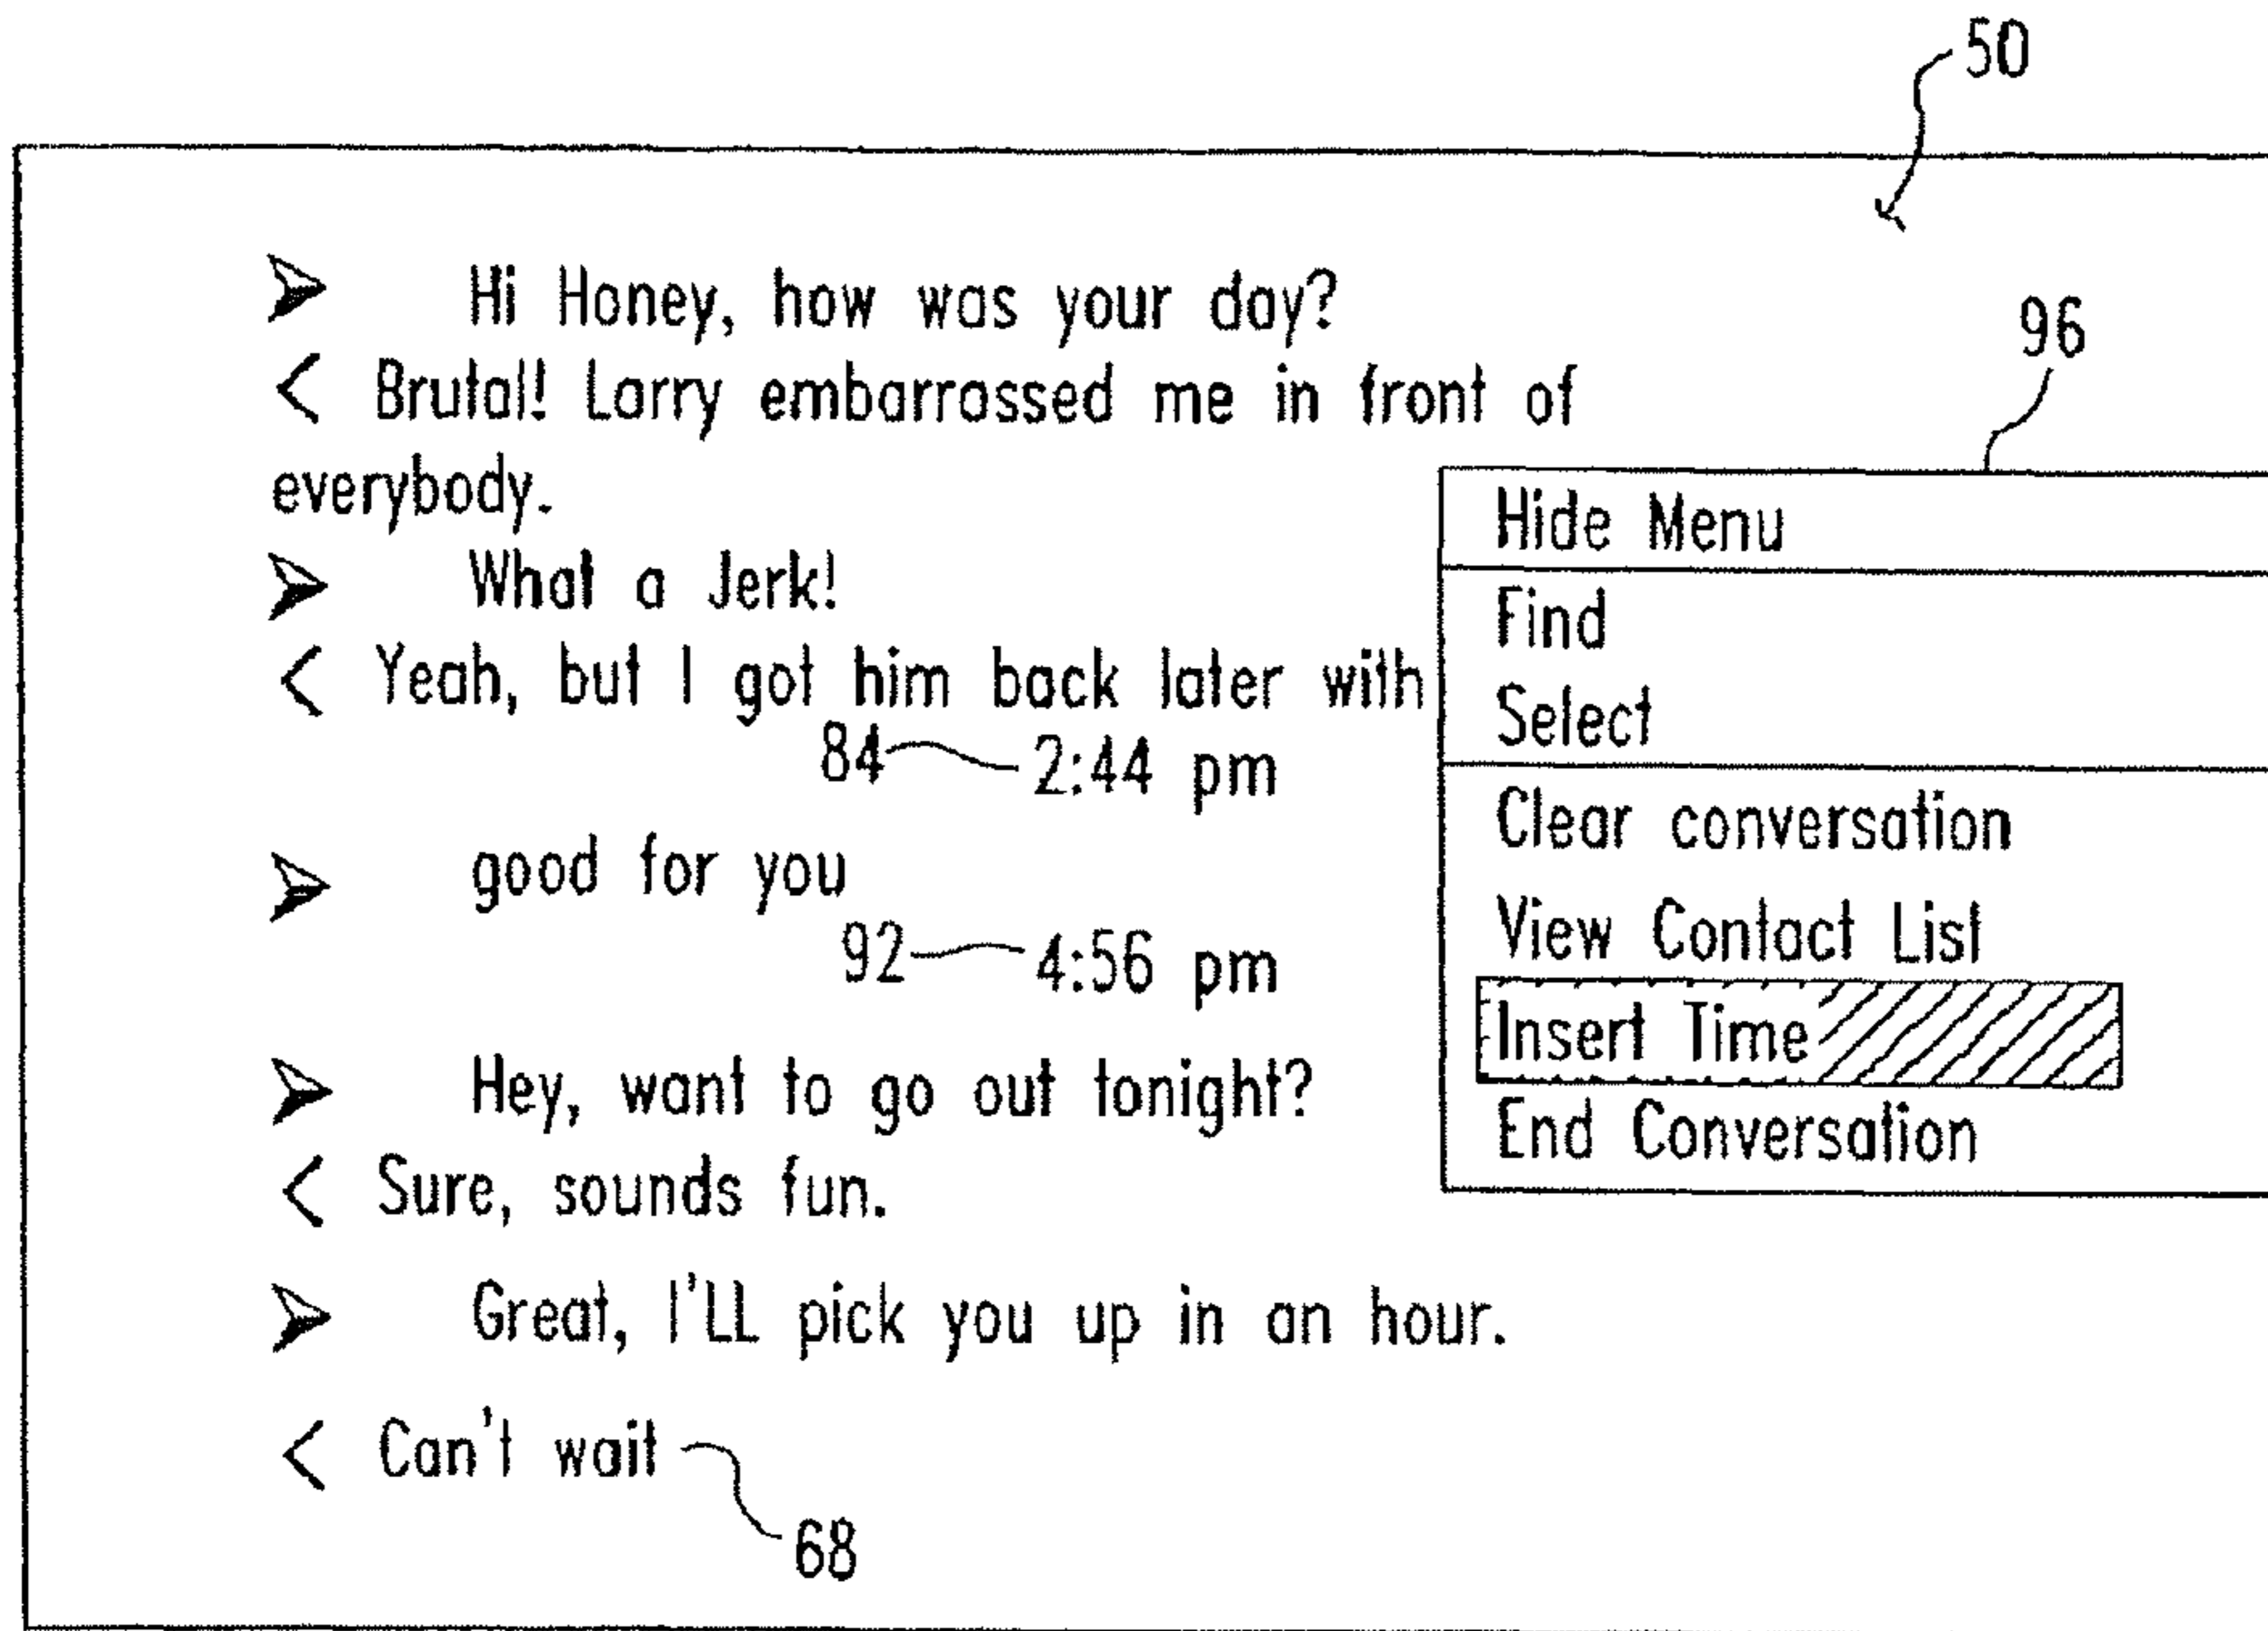 50
➢ Hi Honey, how was your day?
96
< Brutal! Larry embarrassed me in front of
everybody.
➢ What a Jerk!
< Yeah, but I got him back later with
84 2:44 pm
➢ good for you
92 4:56 pm
➢ Hey, want to go out tonight?
< Sure, sounds fun.
➢ Great, I'LL pick you up in an hour.
< Can't wait
68
Hide Menu
Find
Select
Clear conversation
View Contact List
Insert Time
End Conversation